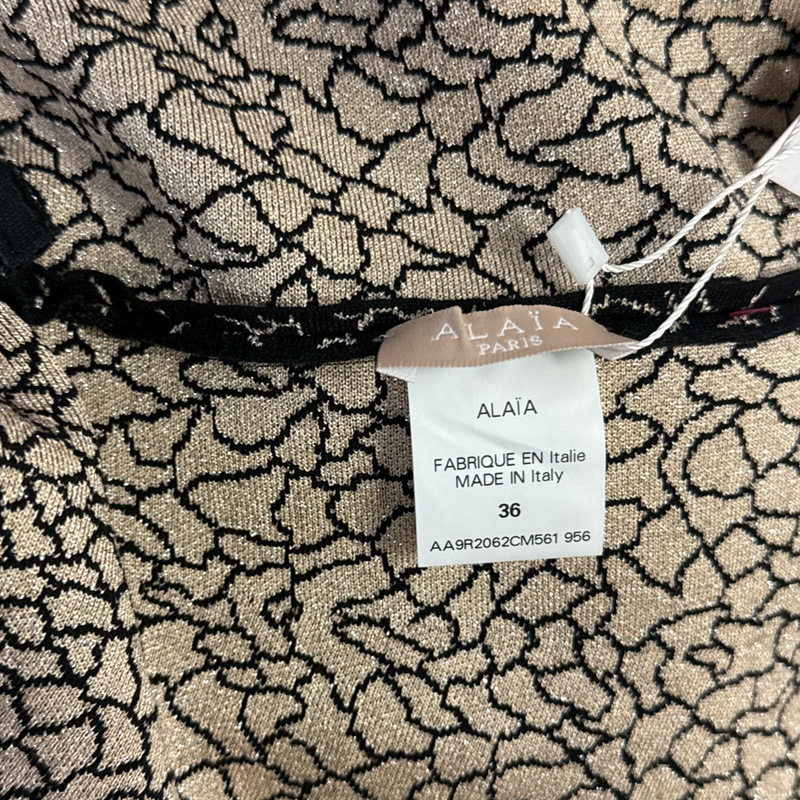 ALAÏA
PARIS
ALAÏA
FABRIQUE EN Italie
MADE IN Italy
36
AA9R2062CM561 956